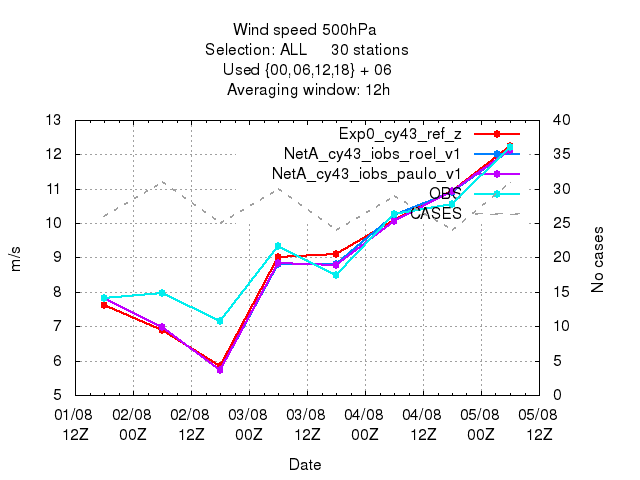 Wind speed 500hPa
Selection: ALL 30 stations
Used {00,06,12,18} + 06
Averaging window: 12h
13 40
12 35
11 30
10 25
9 20
8 15
7 10
6 5
5 0
Exp0_cy43_ref_z
NetA_cy43_iobs_roel_v1
NetA_cy43_iobs_paulo_v1
OBS
CASES
m/s
No cases
01/08 02/08 02/08 03/08 03/08 04/08 04/08 05/08 05/08
12Z 00Z 12Z 00Z 12Z 00Z 12Z 00Z 12Z
Date